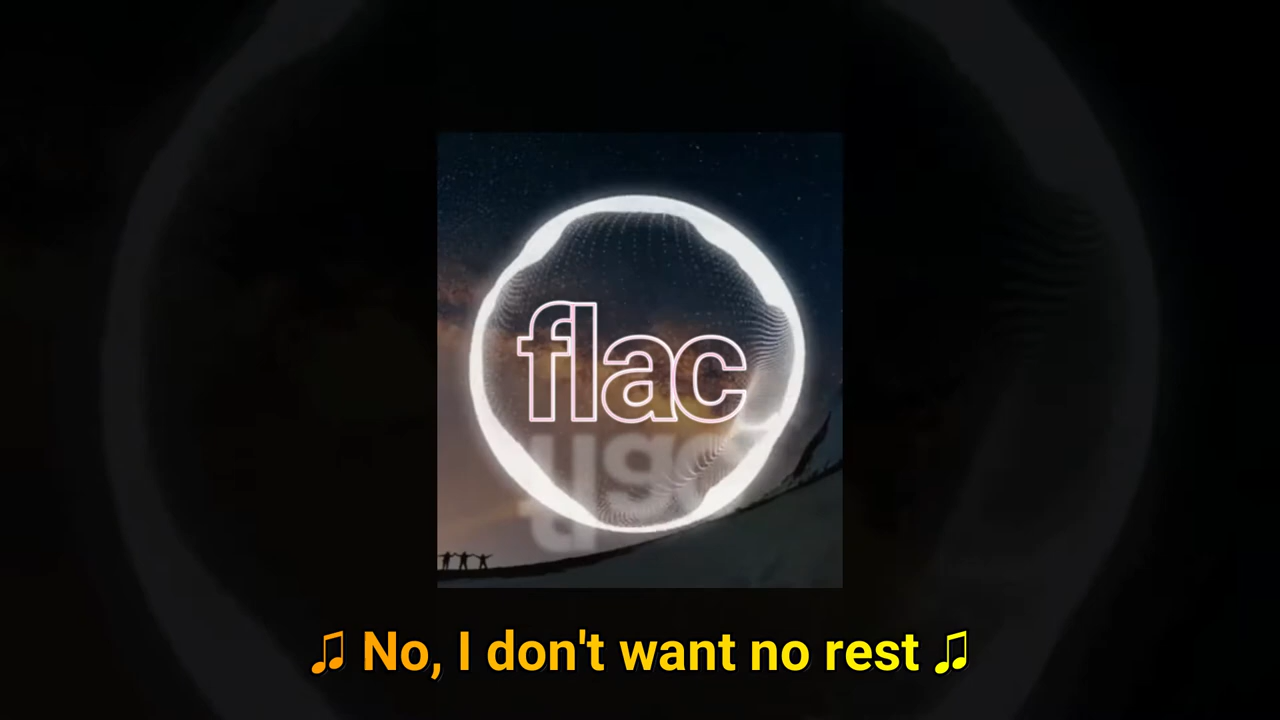 flac
♫ No, I don't want no rest ♫